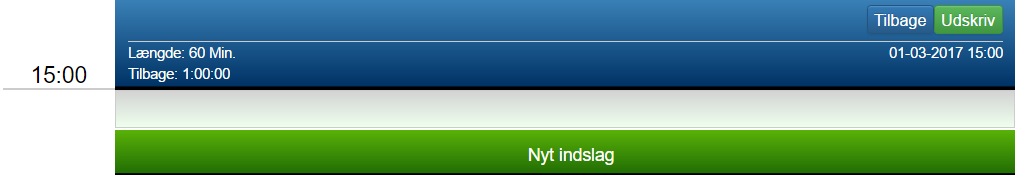 Tilbage Udskriv
Længde: 60 Min. 01-03-2017 15:00
Tilbage: 1:00:00
15:00
Nyt indslag